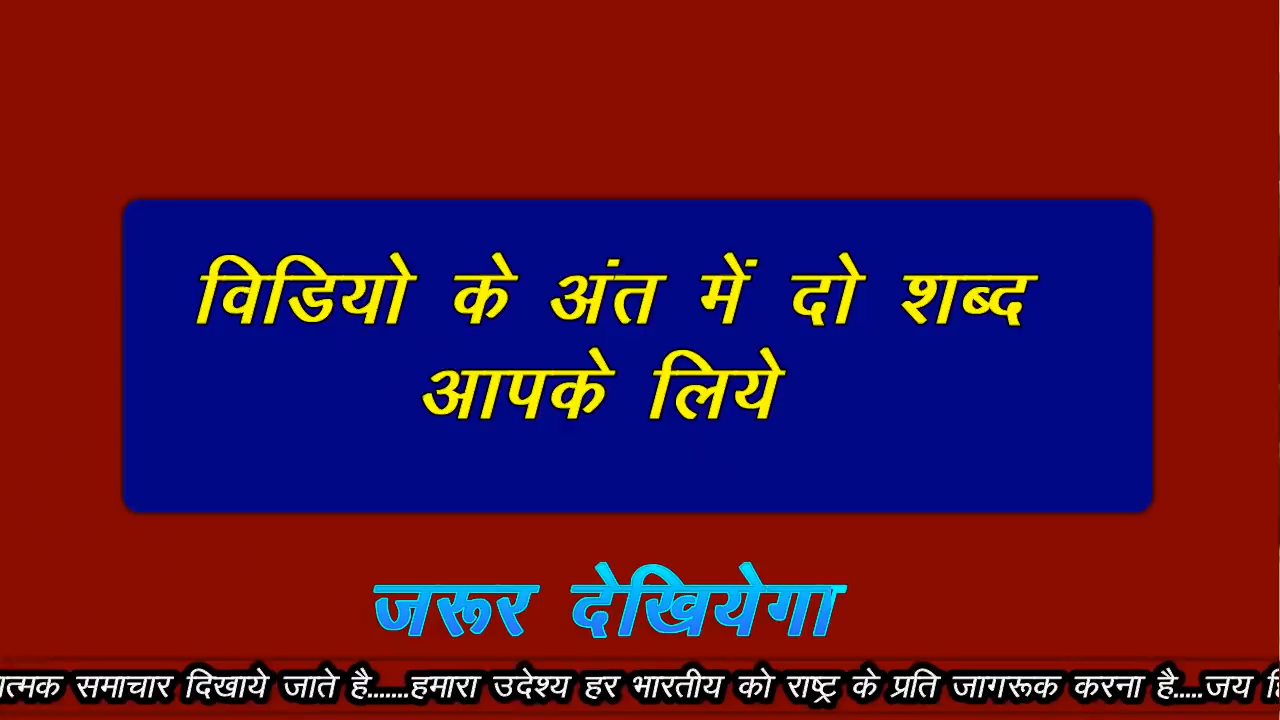 विडियो के अंत में दो शब्द
आपके लिये
जरूर देखियेगा
समाचार दिखाये जाते है.......हमारा उदेश्य हर भारतीय को राष्ट्र के प्रति जागरूक करना है.....जय